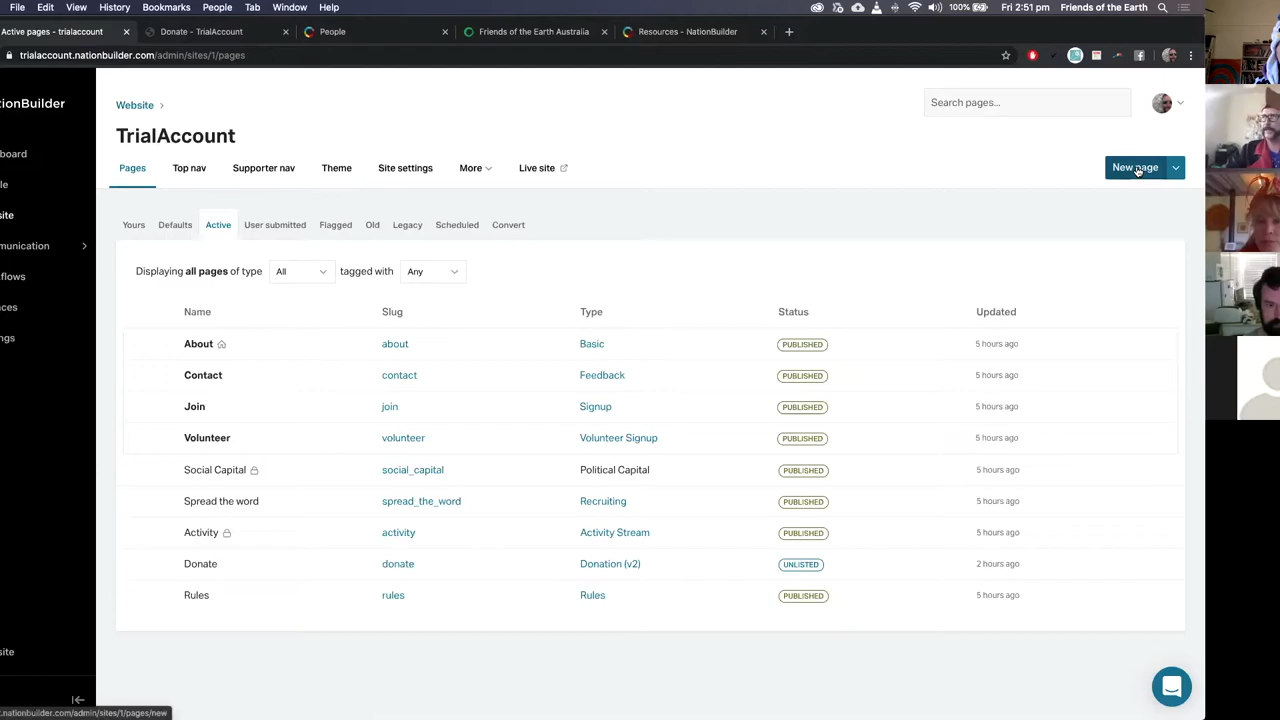 File Edit View History Bookmarks People Tab Window Help
100% Fri 2:51 pm Friends of the Earth
Active pages - trialaccount
Donate - TrialAccount
People
Friends of the Earth Australia
Resources - NationBuilder
trialaccount.nationbuilder.com/admin/sites/1/pages
tionBuilder
board
le
site
munication
flows
ces
ngs
site
Website >
Search pages...
TrialAccount
Pages Top nav Supporter nav Theme Site settings More Live site
New page
Yours Defaults Active User submitted Flagged Old Legacy Scheduled Convert
Displaying all pages of type All tagged with Any
Name Slug Type Status Updated
About about Basic PUBLISHED 5 hours ago
Contact contact Feedback PUBLISHED 5 hours ago
Join join Signup PUBLISHED 5 hours ago
Volunteer volunteer Volunteer Signup PUBLISHED 5 hours ago
Social Capital social_capital Political Capital PUBLISHED 5 hours ago
Spread the word spread_the_word Recruiting PUBLISHED 5 hours ago
Activity activity Activity Stream PUBLISHED 5 hours ago
Donate donate Donation (v2) UNLISTED 2 hours ago
Rules rules Rules PUBLISHED 5 hours ago
t.nationbuilder.com/admin/sites/1/pages/new